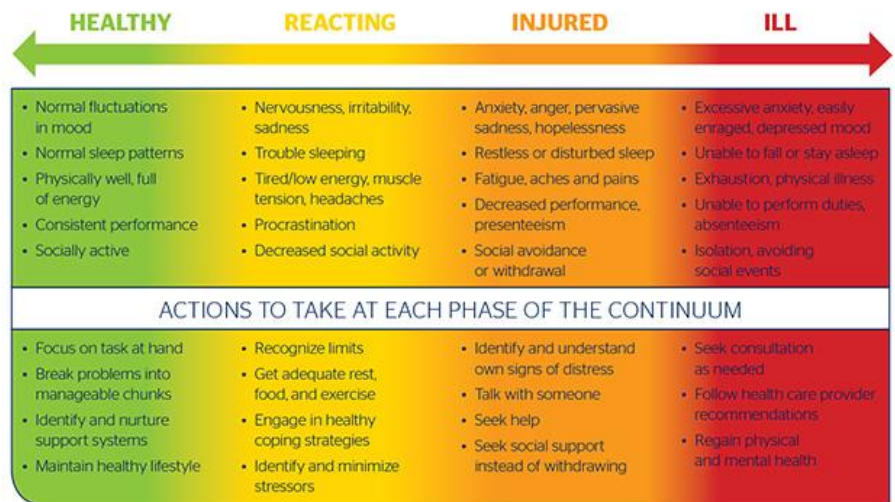 HEALTHY REACTING INJURED ILL
• Normal fluctuations
in mood
• Normal sleep patterns
• Physically well, full
of energy
• Consistent performance
• Socially active
• Nervousness, irritability,
sadness
• Trouble sleeping
• Tired/low energy, muscle
tension, headaches
• Procrastination
• Decreased social activity
• Anxiety, anger, pervasive
sadness, hopelessness
• Restless or disturbed sleep
• Fatigue, aches and pains
• Decreased performance,
presenteeism
• Social avoidance
or withdrawal
• Excessive anxiety, easily
enraged, depressed mood
• Unable to fall or stay asleep
• Exhaustion, physical illness
• Unable to perform duties,
absenteeism
• Isolation, avoiding
social events
ACTIONS TO TAKE AT EACH PHASE OF THE CONTINUUM
• Focus on task at hand
• Break problems into
manageable chunks
• Identify and nurture
support systems
• Maintain healthy lifestyle
• Recognize limits
• Get adequate rest,
food, and exercise
• Engage in healthy
coping strategies
• Identify and minimize
stressors
• Identify and understand
own signs of distress
• Talk with someone
• Seek help
• Seek social support
instead of withdrawing
• Seek consultation
as needed
• Follow health care provider
recommendations
• Regain physical
and mental health